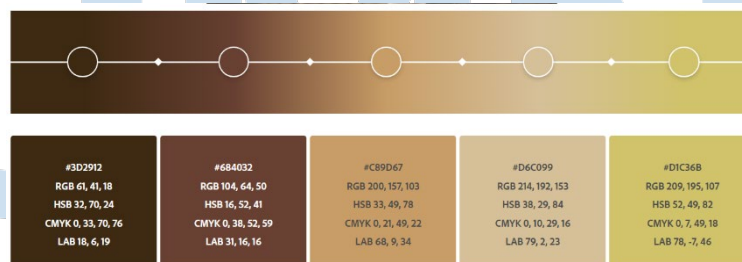 #3D2912
RGB 61, 41, 18
HSB 32, 70, 24
CMYK 0, 33, 70, 76
LAB 18, 6, 19
#684032
RGB 104, 64, 50
HSB 16, 52, 41
CMYK 0, 38, 52, 59
LAB 31, 16, 16
#C89D67
RGB 200, 157, 103
HSB 33, 49, 78
CMYK 0, 21, 49, 22
LAB 68, 9, 34
#D6C099
RGB 214, 192, 153
HSB 38, 29, 84
CMYK 0, 10, 29, 16
LAB 79, 2, 23
#D1C36B
RGB 209, 195, 107
HSB 52, 49, 82
CMYK 0, 7, 49, 18
LAB 78, -7, 46